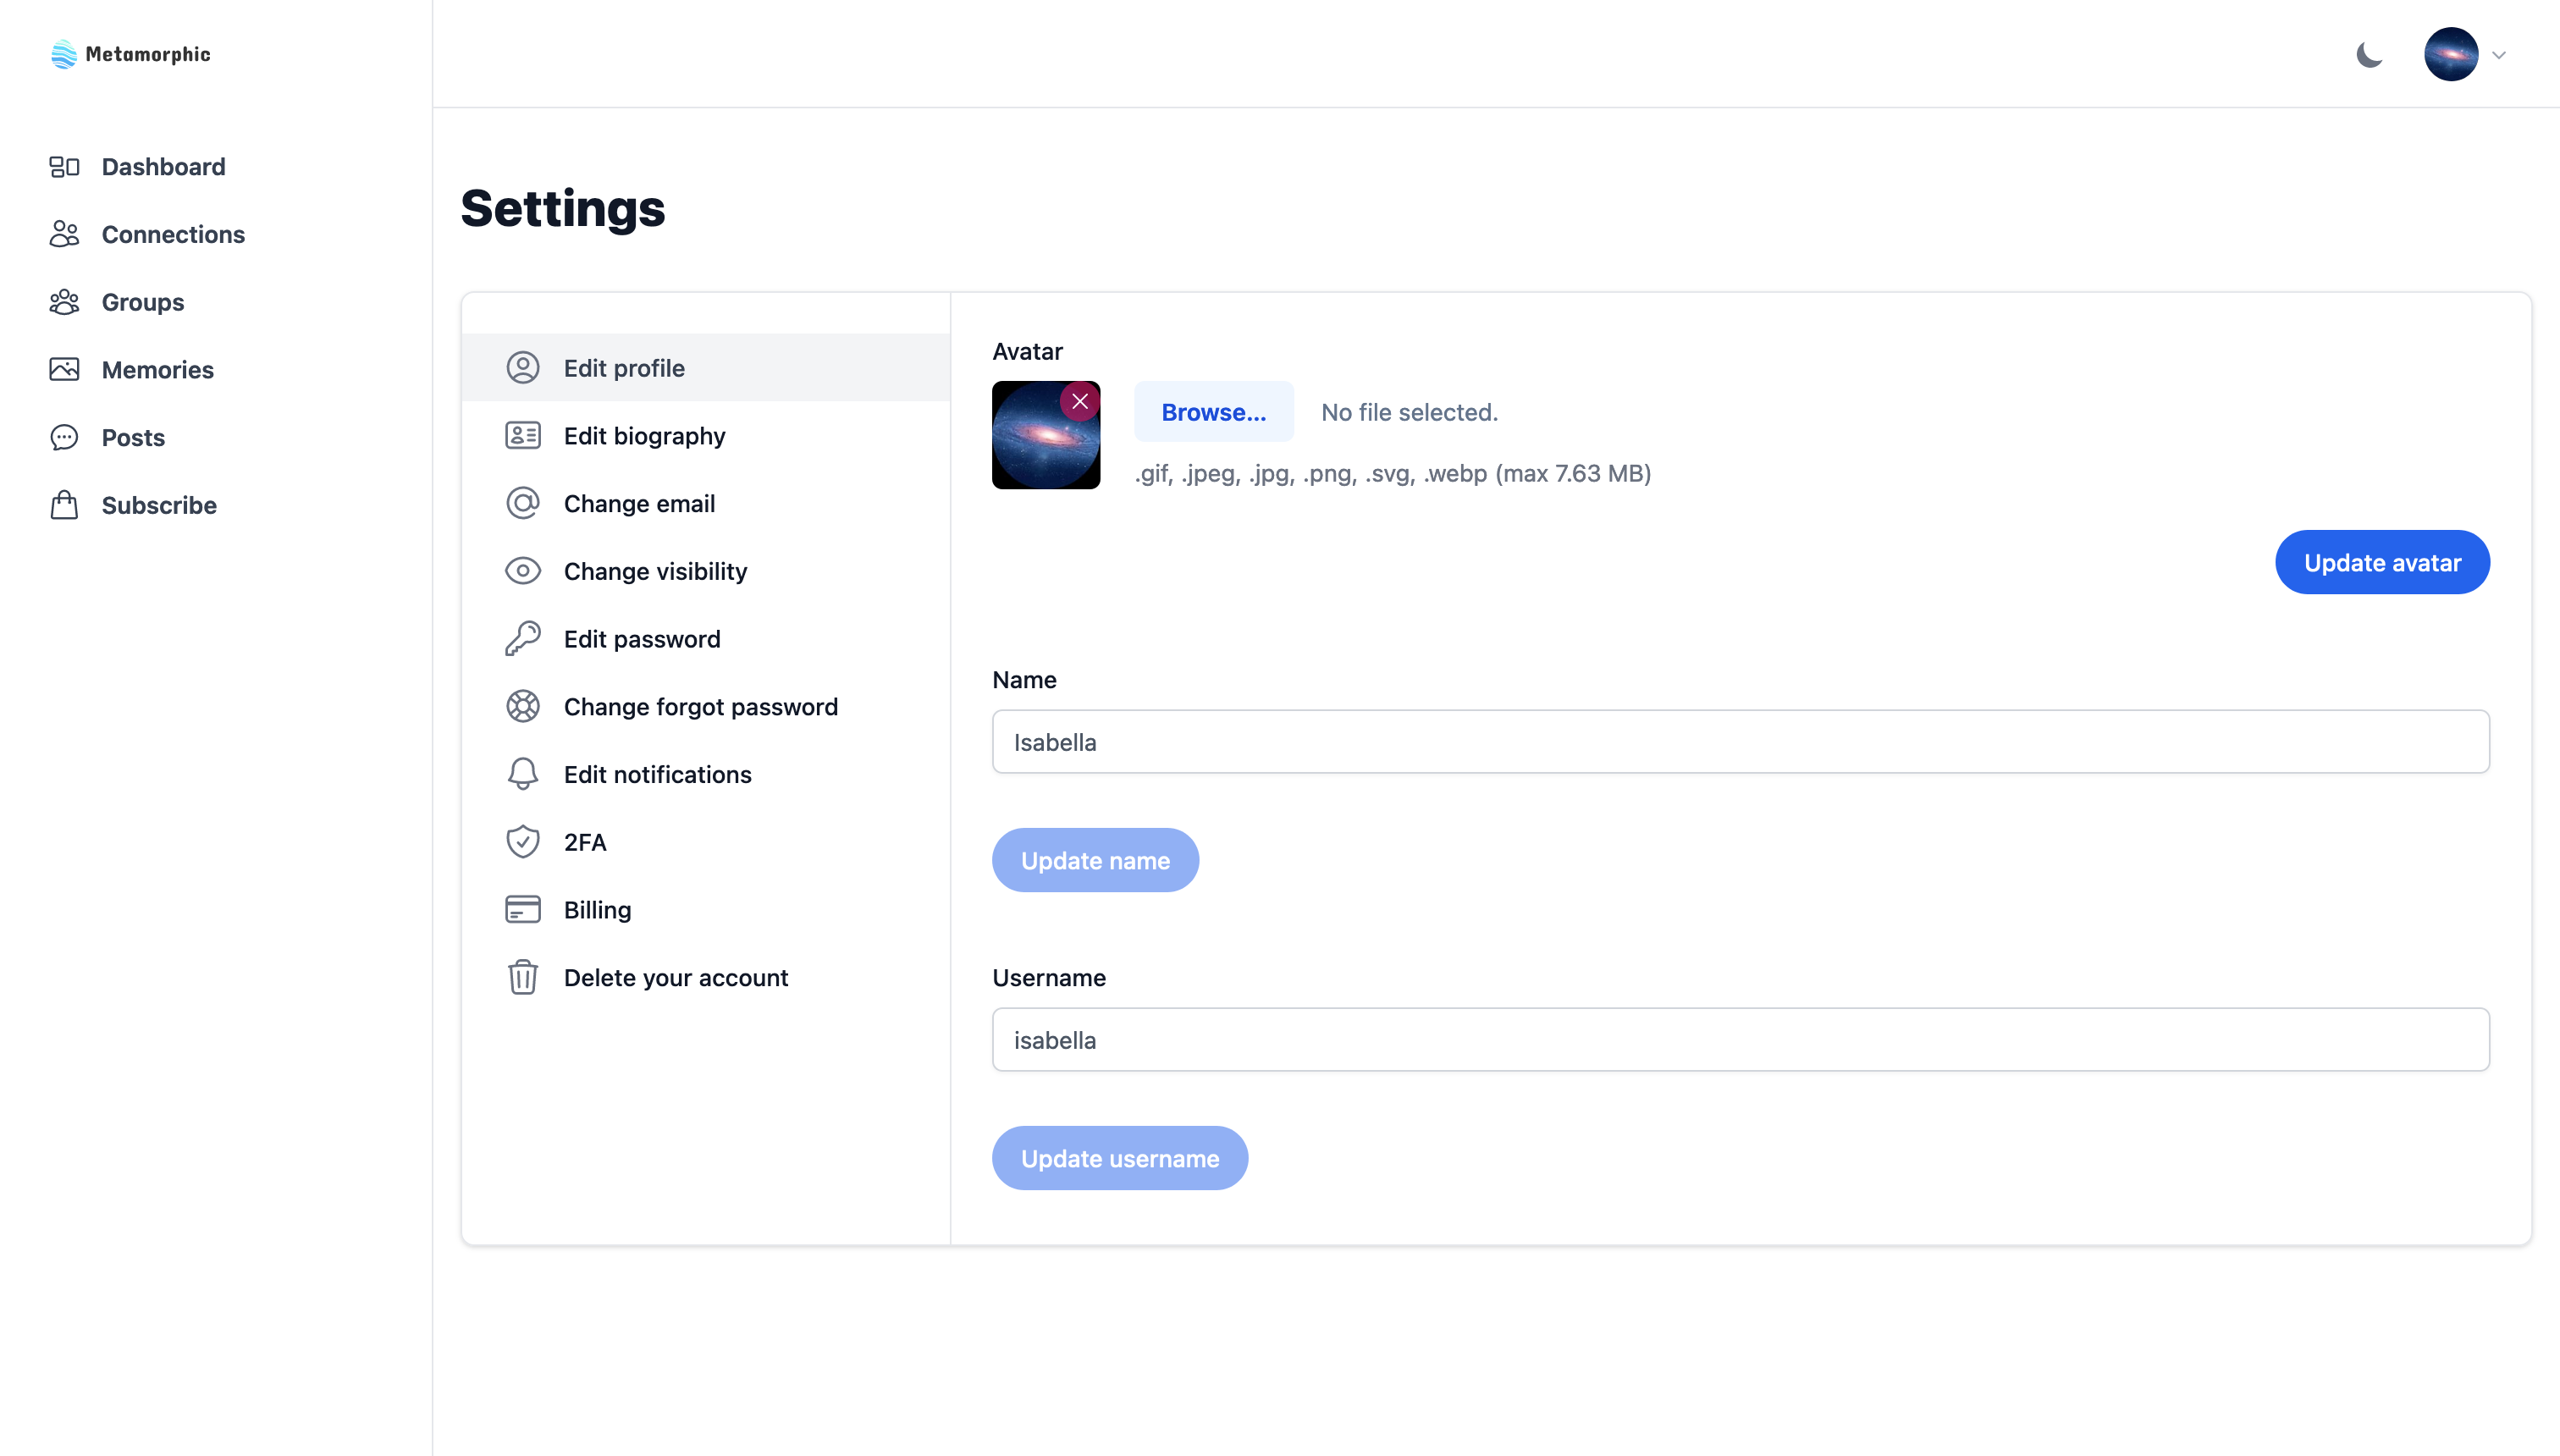 Metamorphic
Dashboard
Connections
Groups
Memories
Posts
Subscribe
Settings
Edit profile
Edit biography
Change email
Change visibility
Edit password
Change forgot password
Edit notifications
2FA
Billing
Delete your account
Avatar
Browse... No file selected.
.gif, .jpeg, .jpg, .png, .svg, .webp (max 7.63 MB)
Update avatar
Name
Isabella
Update name
Username
isabella
Update username